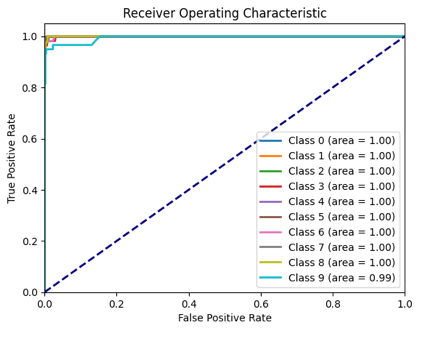 Receiver Operating Characteristic
True Positive Rate
1.0
0.8
0.6
0.4
0.2
0.0
Class 0 (area = 1.00)
Class 1 (area = 1.00)
Class 2 (area = 1.00)
Class 3 (area = 1.00)
Class 4 (area = 1.00)
Class 5 (area = 1.00)
Class 6 (area = 1.00)
Class 7 (area = 1.00)
Class 8 (area = 1.00)
Class 9 (area = 0.99)
0.0 0.2 0.4 0.6 0.8 1.0
False Positive Rate